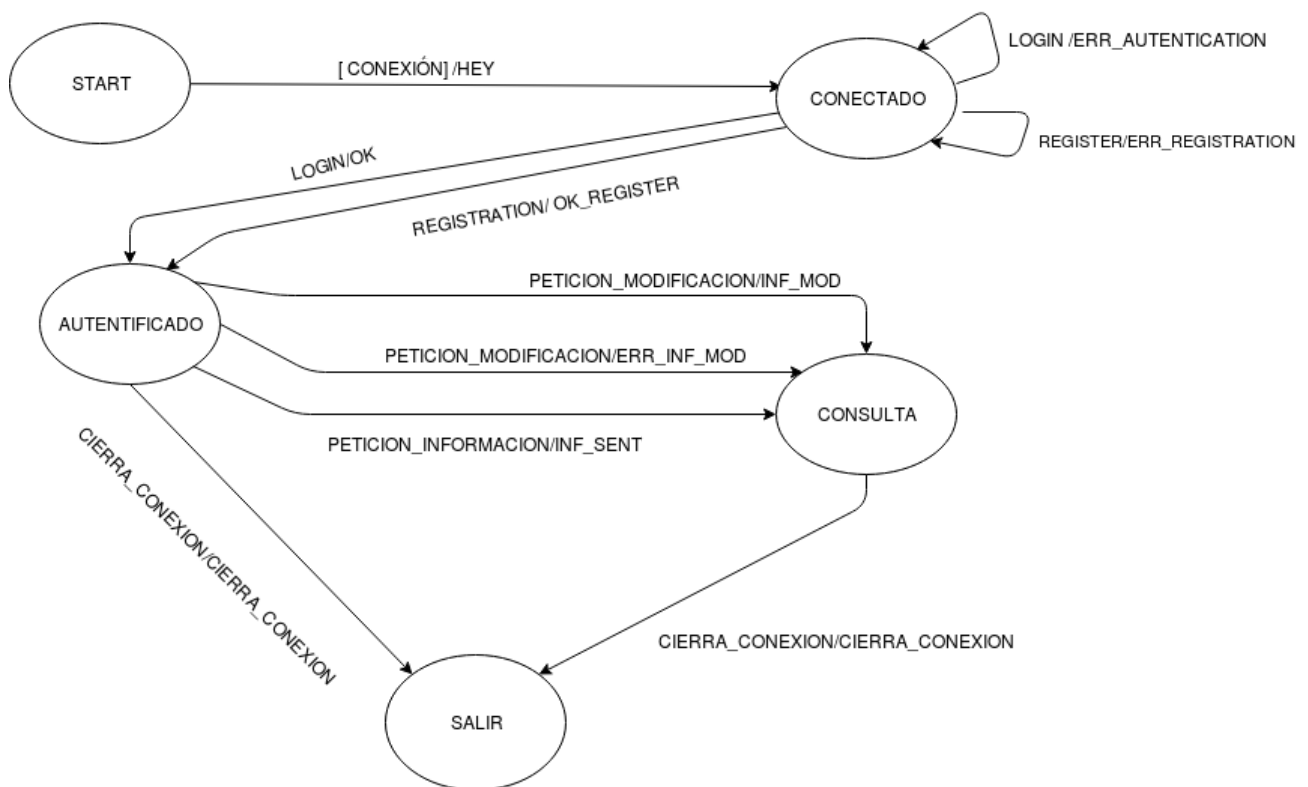 START
[ CONEXIÓN] /HEY
CONECTADO
LOGIN /ERR_AUTENTICATION
REGISTER/ERR_REGISTRATION
LOGIN/OK
REGISTRATION/ OK_REGISTER
AUTENTIFICADO
PETICION_MODIFICACION/INF_MOD
PETICION_MODIFICACION/ERR_INF_MOD
PETICION_INFORMACION/INF_SENT
CONSULTA
CIERRA_CONEXION/CIERRA_CONEXION
CIERRA_CONEXION/CIERRA_CONEXION
SALIR